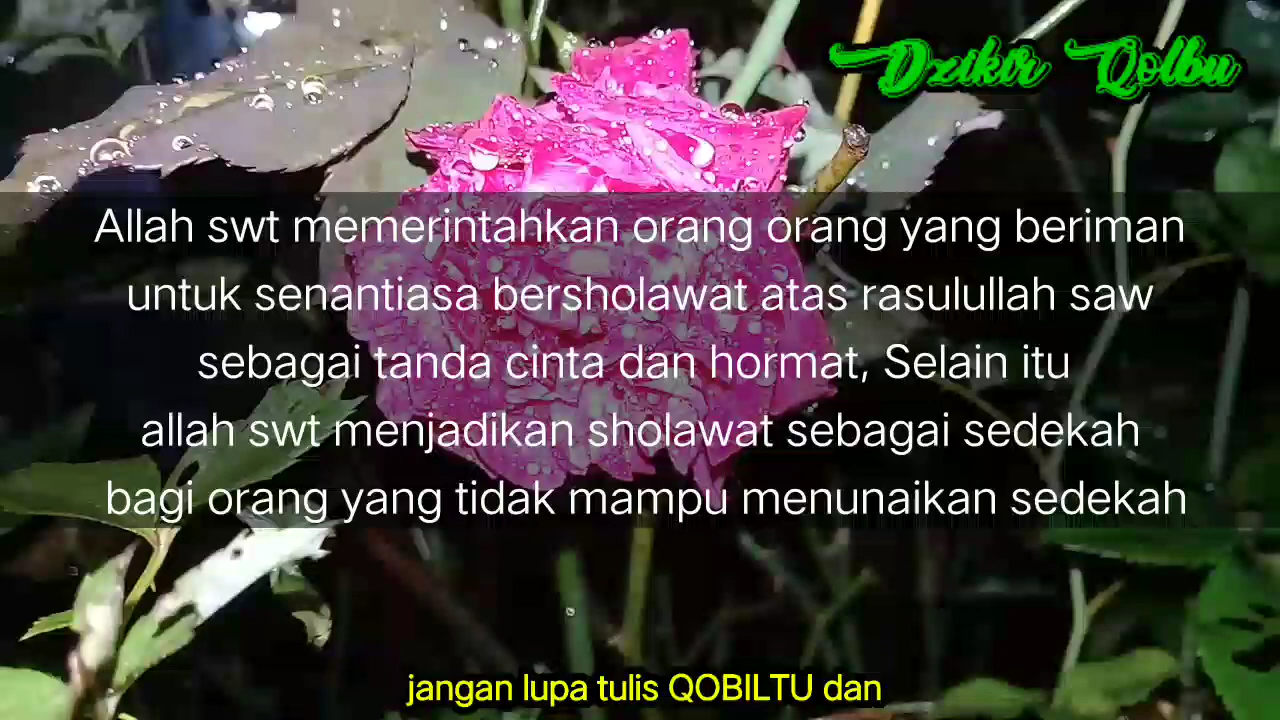 Dzikir Qolbu
Allah swt memerintahkan orang orang yang beriman
untuk senantiasa bersholawat atas rasulullah saw
sebagai tanda cinta dan hormat, Selain itu
allah swt menjadikan sholawat sebagai sedekah
bagi orang yang tidak mampu menunaikan sedekah
jangan lupa tulis QOBILTU dan